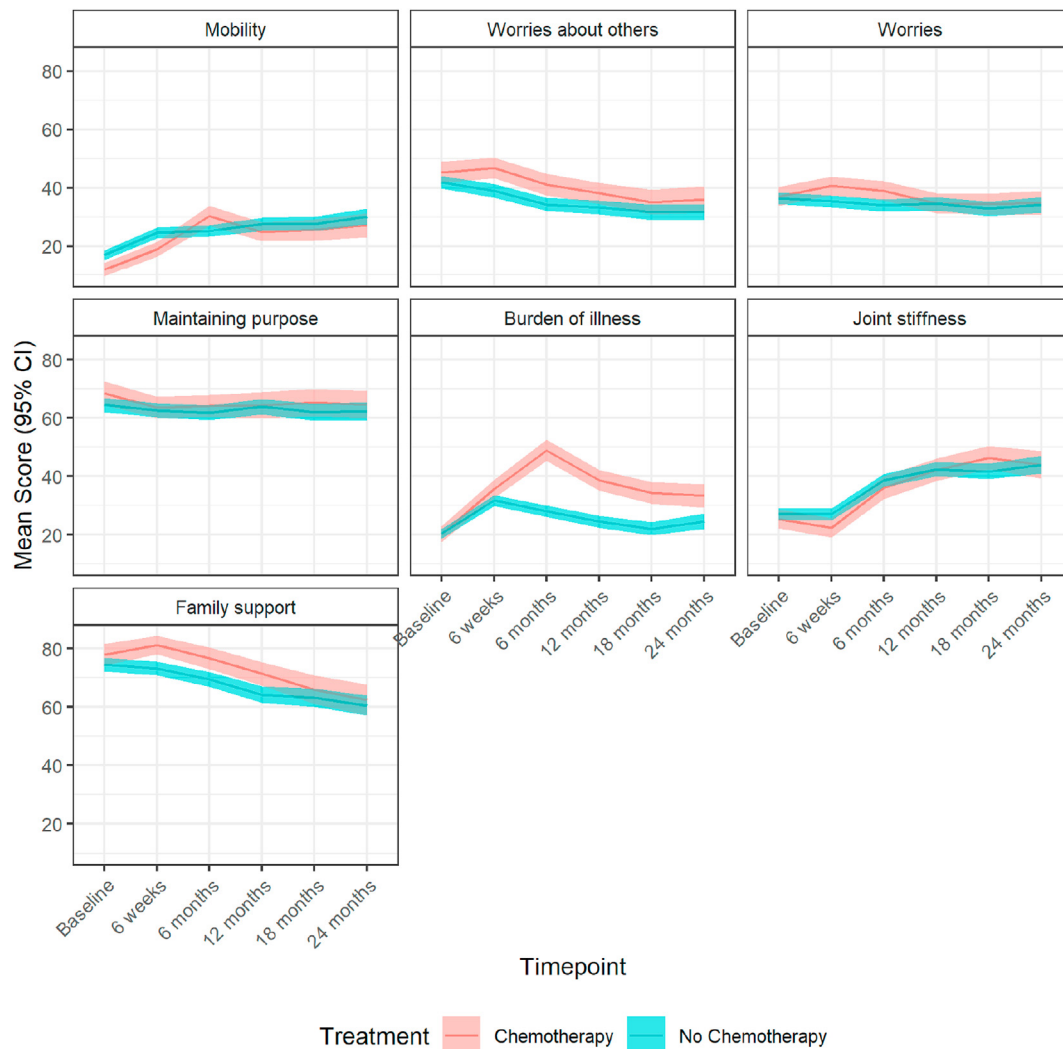 Mobility
Worries about others
Worries
80
60
40
20
Maintaining purpose
Burden of illness
Joint stiffness
80
60
40
20
Mean Score (95% CI)
Baseline
6 weeks
6 months
12 months
18 months
24 months
Baseline
6 weeks
6 months
12 months
18 months
24 months
Family support
80
60
40
20
Baseline
6 weeks
6 months
12 months
18 months
24 months
Timepoint
Treatment Chemotherapy No Chemotherapy